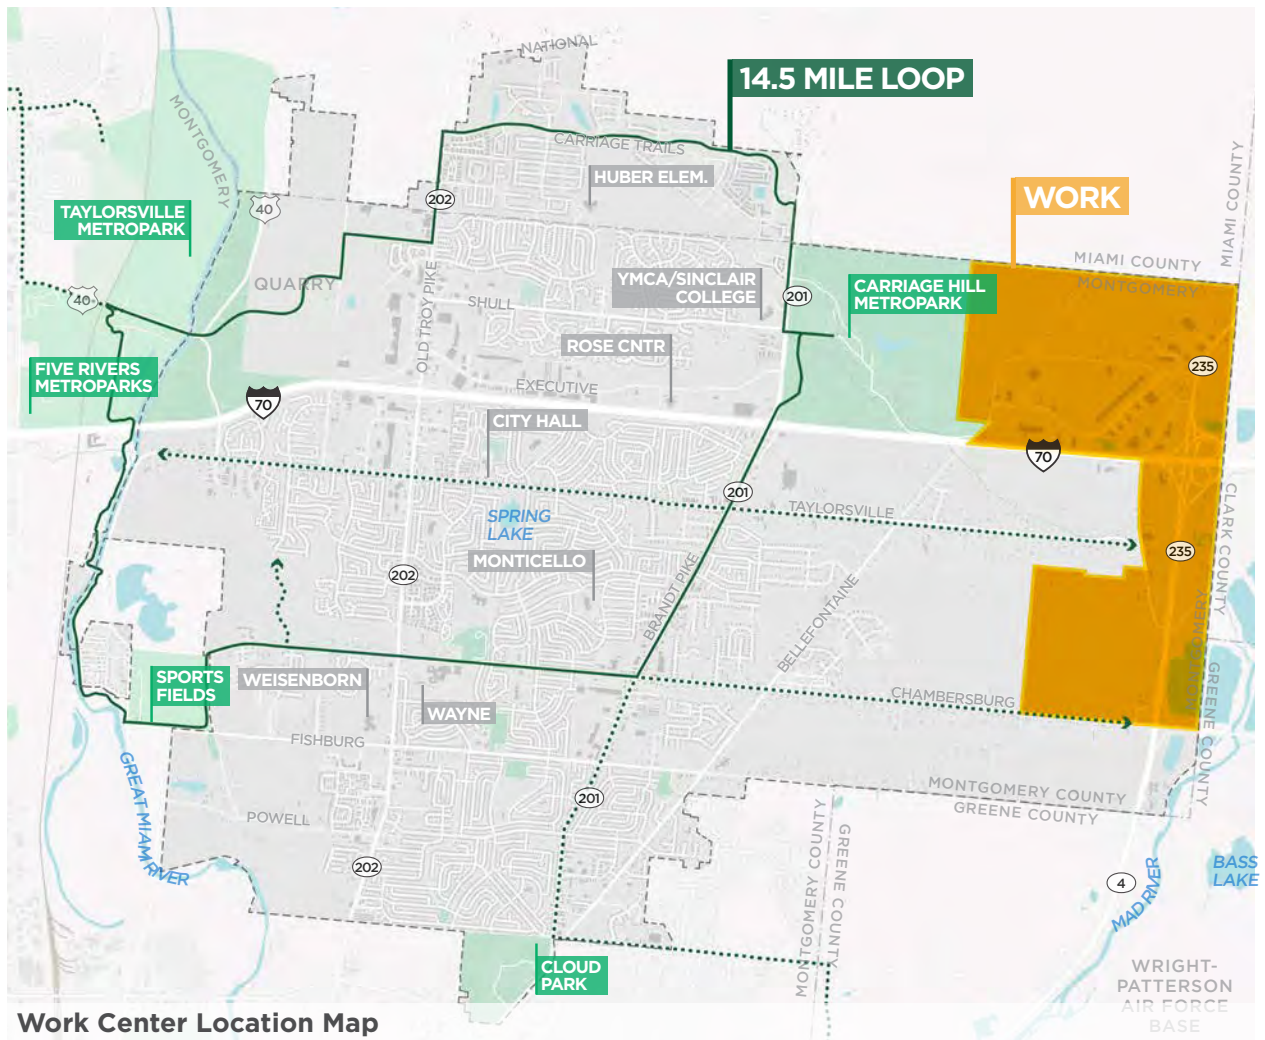 NATIONAL
14.5 MILE LOOP
MONTGOMERY
CARRIAGE TRAILS
HUBER ELEM.
202
40
TAYLORSVILLE
METROPARK
WORK
MIAMI COUNTY
MIAMI COUNTY
MONTGOMERY
QUARRY
40
OLD TROY PIKE
SHULL
YMCA/SINCLAIR
COLLEGE
201
CARRIAGE HILL
METROPARK
ROSE CNTR
235
FIVE RIVERS
METROPARKS
EXECUTIVE
70
CITY HALL
70
201
TAYLORSVILLE
SPRING
LAKE
CLARK COUNTY
235
MONTICELLO
202
BRANDT PIKE
BELLEFONTAINE
MONTGOMERY
GREENE COUNTY
SPORTS
FIELDS
WEISENBORN
WAYNE
CHAMBERSBURG
FISHBURG
GREAT MIAMI RIVER
MONTGOMERY COUNTY
GREENE COUNTY
201
POWELL
202
MONTGOMERY COUNTY
GREENE COUNTY
4
MAD RIVER
BASS
LAKE
CLOUD
PARK
WRIGHT-
PATTERSON
AIR FORCE
BASE
Work Center Location Map